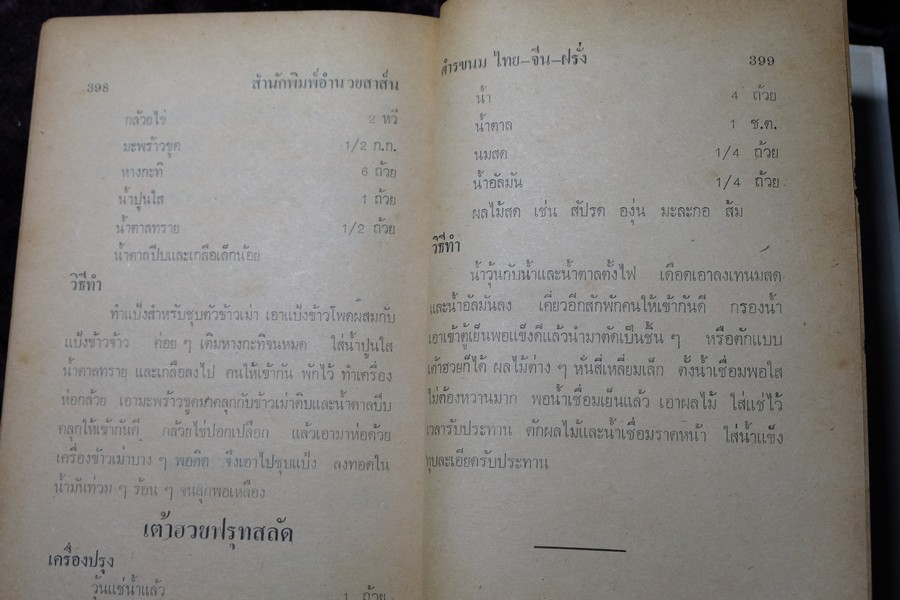 398 สำนักพิมพ์อำนวยสาส์น
กล้วยไข่ 2 หวี
มะพร้าวขูด 1/2 ก.ก.
หางกะทิ 6 ถ้วย
น้ำปูนใส 1 ถ้วย
น้ำตาลทราย 1/2 ถ้วย
น้ำตาลปีบและเกลือเล็กน้อย
วิธีทำ
ทำแป้งสำหรับชุบตัวข้าวเม่า เอาแป้งข้าวโพดผสมกับ
แป้งข้าวจ้าว ค่อย ๆ เติมหางกะทิจนหมด ใส่น้ำปูนใส
น้ำตาลทราย และเกลือลงไป คนให้เข้ากัน พักไว้ ทำเครื่อง
ห่อกล้วย เอามะพร้าวขูดมาคลุกกับข้าวเม่าดิบและน้ำตาลปีบ
คลุกให้เข้ากันดี กล้วยไข่ปอกเปลือก แล้วเอามาห่อด้วย
เครื่องข้าวเม่าบาง ๆ พอติด จึงเอาไปชุบแป้ง ลงทอดใน
น้ำมันท่วม ๆ ร้อน ๆ จนสุกพอเหลือง
เต้าฮวยฟรุทสลัด
เครื่องปรุง
วุ้นแช่น้ำแล้ว 1 ถ้วย
ตำรขนม ไทย–จีน–ฝรั่ง 399
น้ำ 4 ถ้วย
น้ำตาล 1 ช.ต.
นมสด 1/4 ถ้วย
น้ำอัลมัน 1/4 ถ้วย
ผลไม้สด เช่น สัปรด องุ่น มะละกอ ส้ม
วิธีทำ
น้ำวุ้นกับน้ำและน้ำตาลตั้งไฟ เดือดเอาลงเทนมสด
และน้ำอัลมันลง เคี่ยวอีกสักพักคนให้เข้ากันดี กรองน้ำ
เอาเข้าตู้เย็นพอแข็งดีแล้วนำมาตัดเป็นชิ้น ๆ หรือตักแบบ
เต้าฮวยก็ได้ ผลไม้ต่าง ๆ หั่นสี่เหลี่ยมเล็ก ตั้งน้ำเชื่อมพอใส
ไม่ต้องหวานมาก พอน้ำเชื่อมเย็นแล้ว เอาผลไม้ ใส่แช่ไว้
เวลารับประทาน ตักผลไม้และน้ำเชื่อมราดหน้า ใส่น้ำแข็ง
ทุบละเอียดรับประทาน